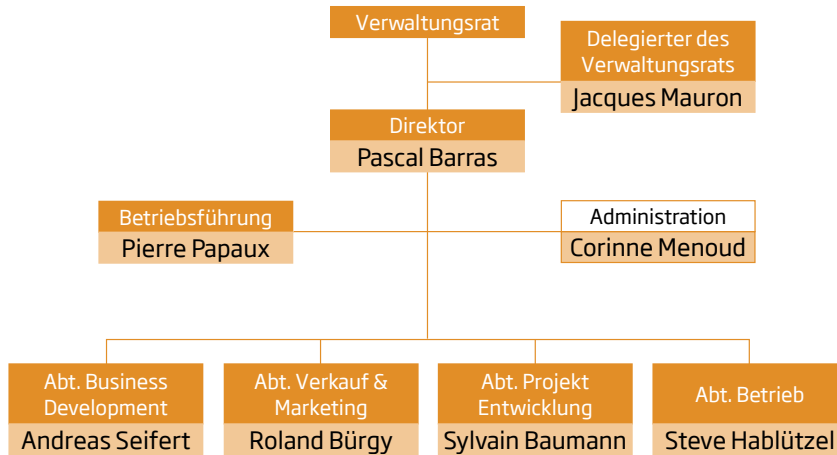 Verwaltungsrat
Delegierter des
Verwaltungsrats
Jacques Mauron
Direktor
Pascal Barras
Betriebsführung
Pierre Papaux
Administration
Corinne Menoud
Abt. Business
Development
Andreas Seifert
Abt. Verkauf &
Marketing
Roland Bürgy
Abt. Projekt
Entwicklung
Sylvain Baumann
Abt. Betrieb
Steve Hablützel